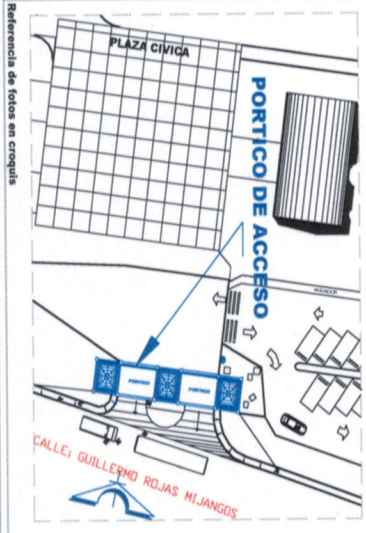 Referencia de fotos en croquis
PLAZA CIVICA
PORTICO DE ACCESO
ANDADOR
PORTICO
PORTICO
CALLE; GUILLERMO ROJAS MIJANGOS